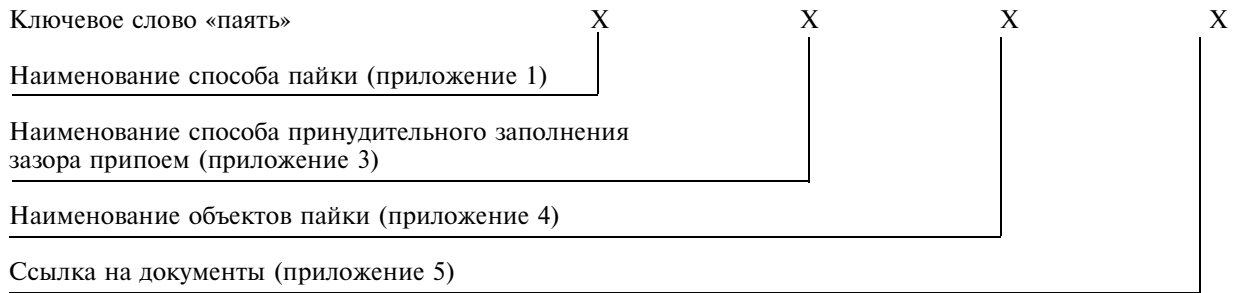 Ключевое слово «паять» X X X X
Наименование способа пайки (приложение 1)
Наименование способа принудительного заполнения
зазора припоем (приложение 3)
Наименование объектов пайки (приложение 4)
Ссылка на документы (приложение 5)